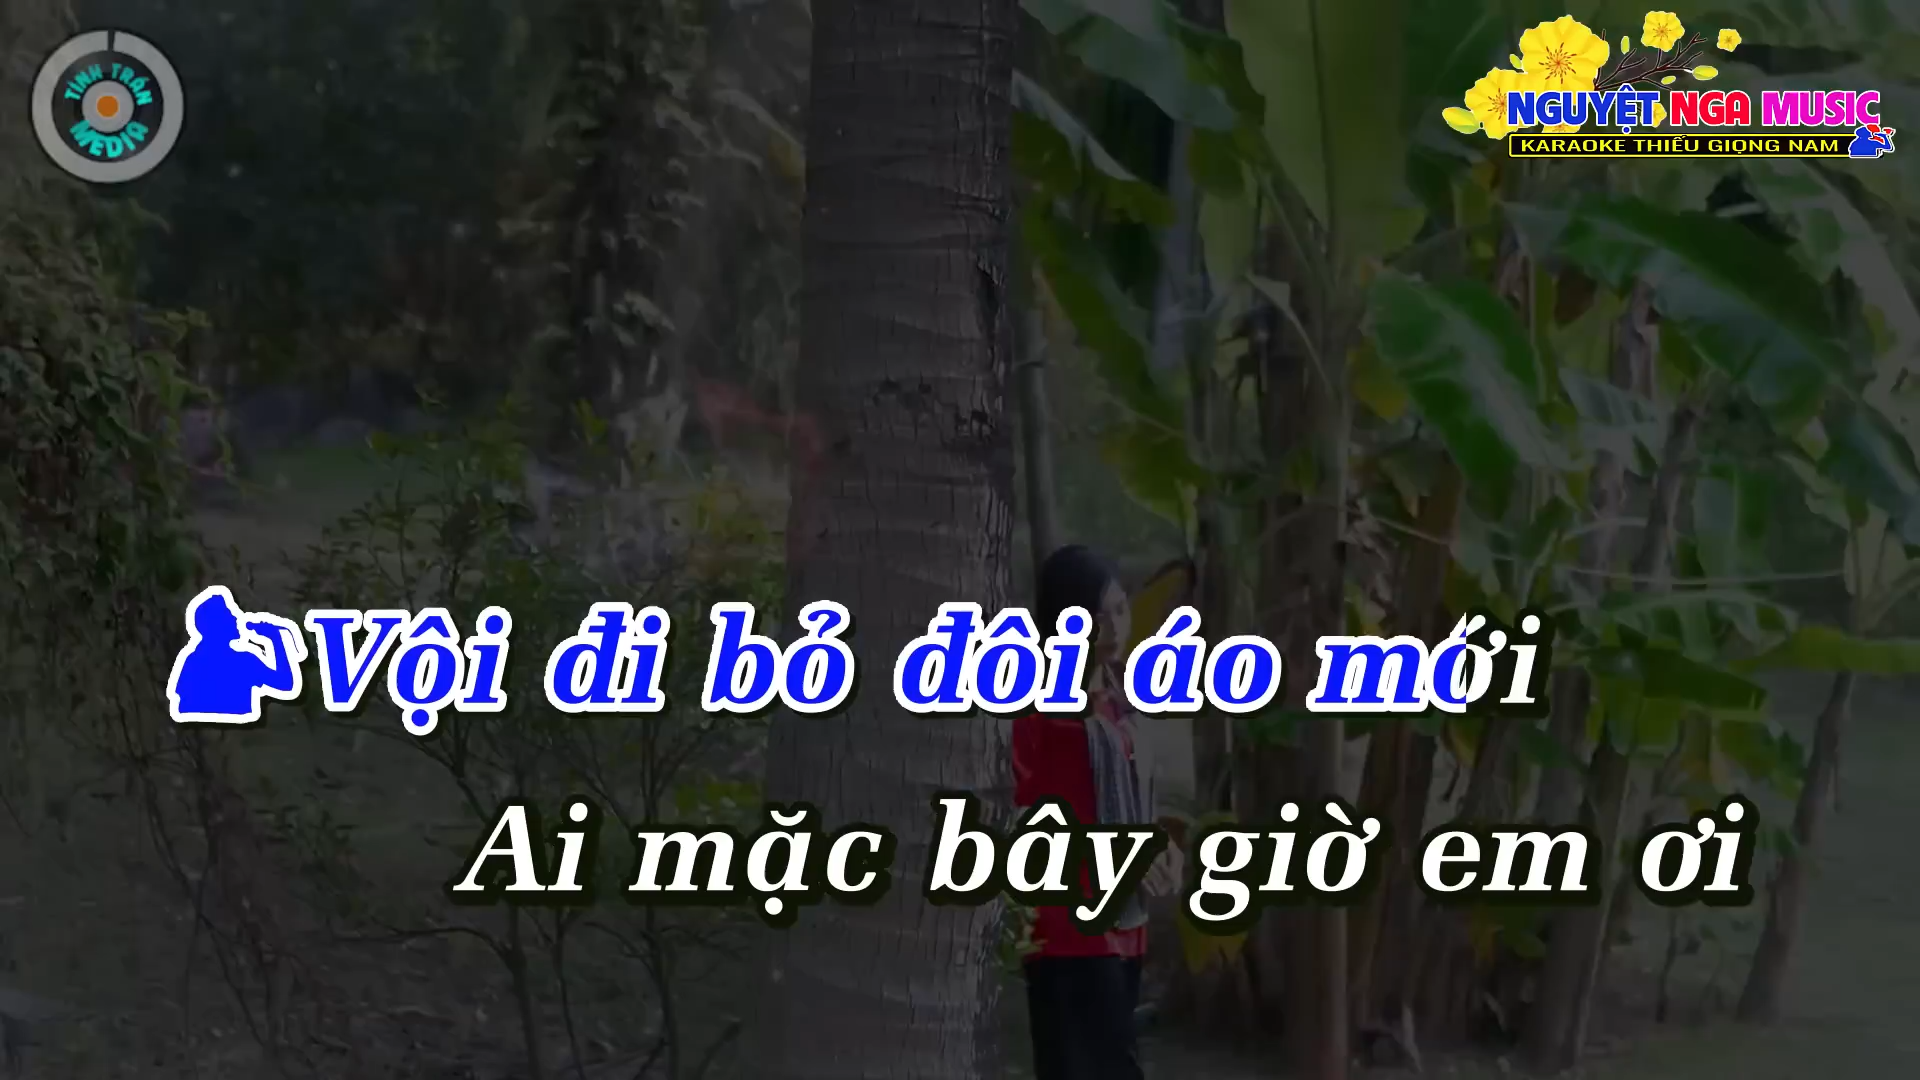 TÌNH TRẦN
MEDIA
NGUYỆT NGA MUSIC
KARAOKE THIẾU GIỌNG NAM
Vội đi bỏ đôi áo mới
Ai mặc bây giờ em ơi